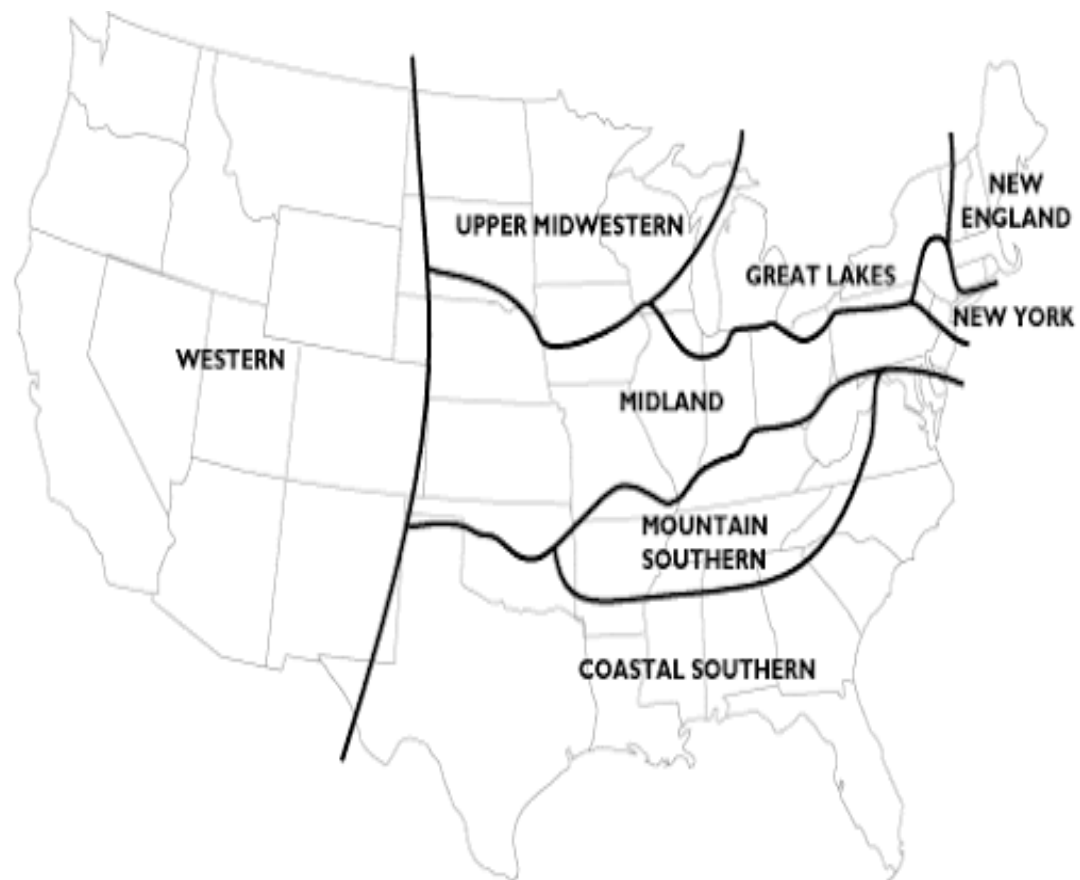 NEW
ENGLAND
UPPER MIDWESTERN
GREAT LAKES
NEW YORK
WESTERN
MIDLAND
MOUNTAIN
SOUTHERN
COASTAL SOUTHERN